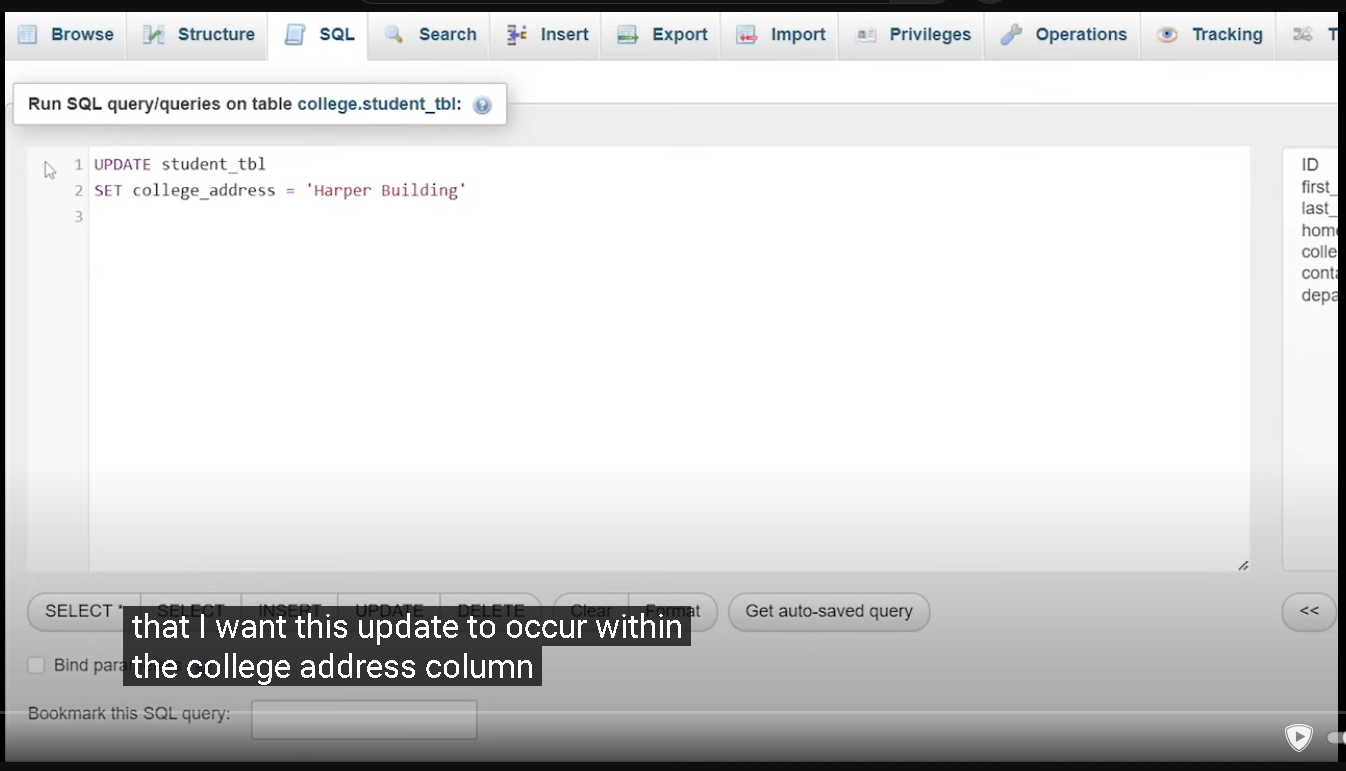 Browse Structure SQL Search Insert Export Import Privileges Operations Tracking T
Run SQL query/queries on table college.student_tbl:
1 UPDATE student_tbl
2 SET college_address = 'Harper Building'
3
ID
first_
last_
home
colle
conta
depa
SELECT * SELECT INSERT UPDATE DELETE Clear Format Get auto-saved query <<
that I want this update to occur within
Bind para
the college address column
Bookmark this SQL query: